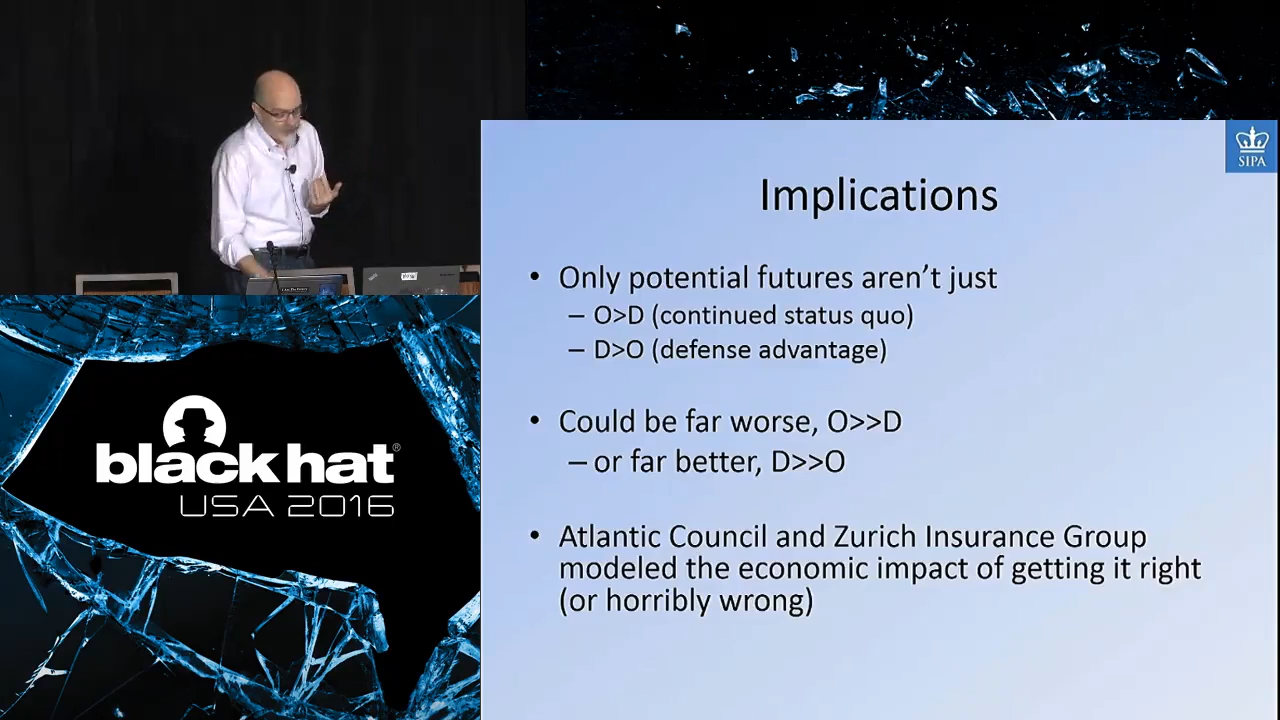 SIPA
Implications
• Only potential futures aren’t just
– O>D (continued status quo)
– D>O (defense advantage)
• Could be far worse, O>>D
– or far better, D>>O
• Atlantic Council and Zurich Insurance Group
modeled the economic impact of getting it right
(or horribly wrong)
black hat®
USA 2016